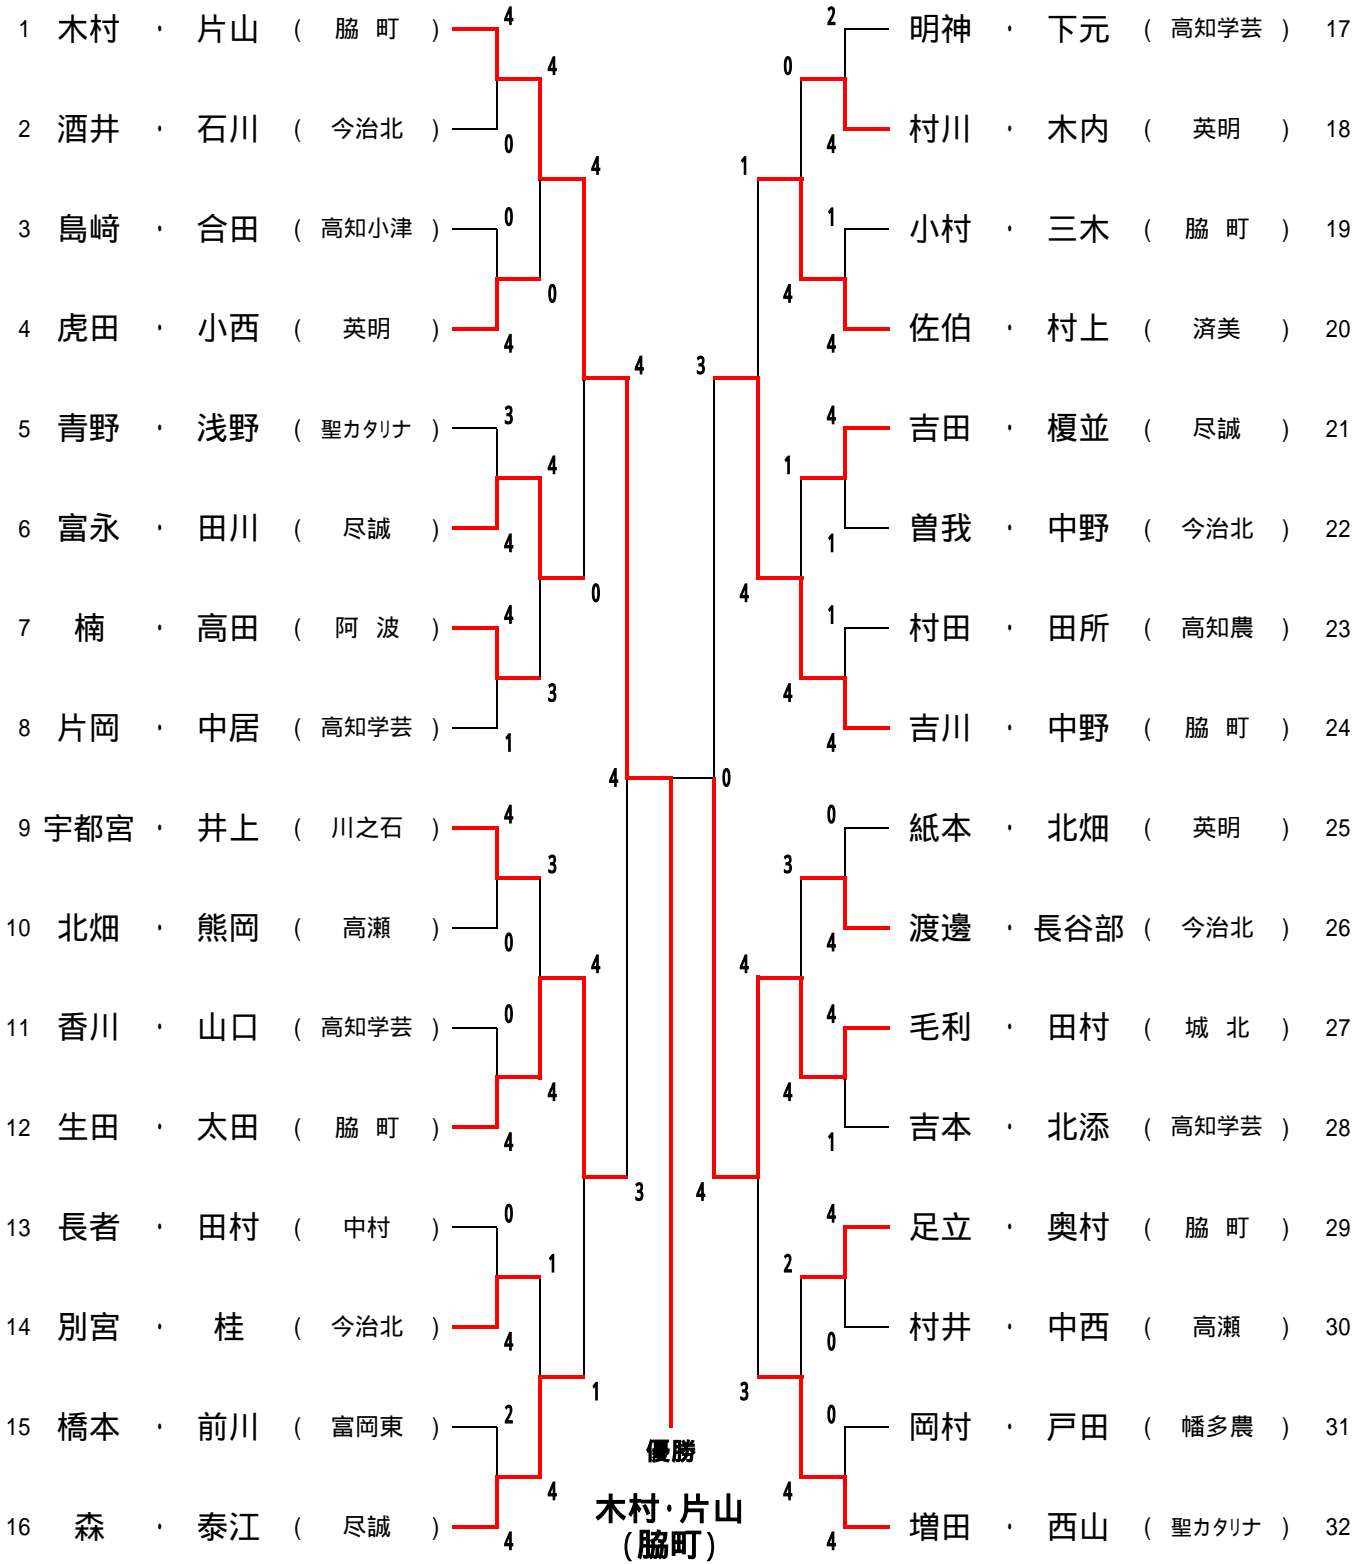 1 木村 ・ 片山 ( 脇 町 ) 4
4
2 酒井 ・ 石川 ( 今治北 ) 0
4
3 島﨑 ・ 合田 ( 高知小津 ) 0
0
4 虎田 ・ 小西 ( 英明 ) 4
4
5 青野 ・ 浅野 ( 聖カタリナ ) 3
4
6 富永 ・ 田川 ( 尽誠 ) 4
0
7 楠 ・ 高田 ( 阿 波 ) 4
3
8 片岡 ・ 中居 ( 高知学芸 ) 1
4
9 宇都宮 ・ 井上 ( 川之石 ) 4
3
10 北畑 ・ 熊岡 ( 高瀬 ) 0
4
11 香川 ・ 山口 ( 高知学芸 ) 0
4
12 生田 ・ 太田 ( 脇 町 ) 4
3
13 長者 ・ 田村 ( 中村 ) 0
1
14 別宮 ・ 桂 ( 今治北 ) 4
1
15 橋本 ・ 前川 ( 富岡東 ) 2
4
16 森 ・ 泰江 ( 尽誠 ) 4
2 明神 ・ 下元 ( 高知学芸 ) 17
0
4 村川 ・ 木内 ( 英明 ) 18
1
1 小村 ・ 三木 ( 脇 町 ) 19
4
4 佐伯 ・ 村上 ( 済美 ) 20
3
4 吉田 ・ 榎並 ( 尽誠 ) 21
1
1 曽我 ・ 中野 ( 今治北 ) 22
4
1 村田 ・ 田所 ( 高知農 ) 23
4
4 吉川 ・ 中野 ( 脇 町 ) 24
0
0 紙本 ・ 北畑 ( 英明 ) 25
3
4 渡邊 ・ 長谷部 ( 今治北 ) 26
4
4 毛利 ・ 田村 ( 城 北 ) 27
4
1 吉本 ・ 北添 ( 高知学芸 ) 28
4
4 足立 ・ 奥村 ( 脇 町 ) 29
2
0 村井 ・ 中西 ( 高瀬 ) 30
3
0 岡村 ・ 戸田 ( 幡多農 ) 31
4
4 増田 ・ 西山 ( 聖カタリナ ) 32
優勝
木村・片山
(脇町)